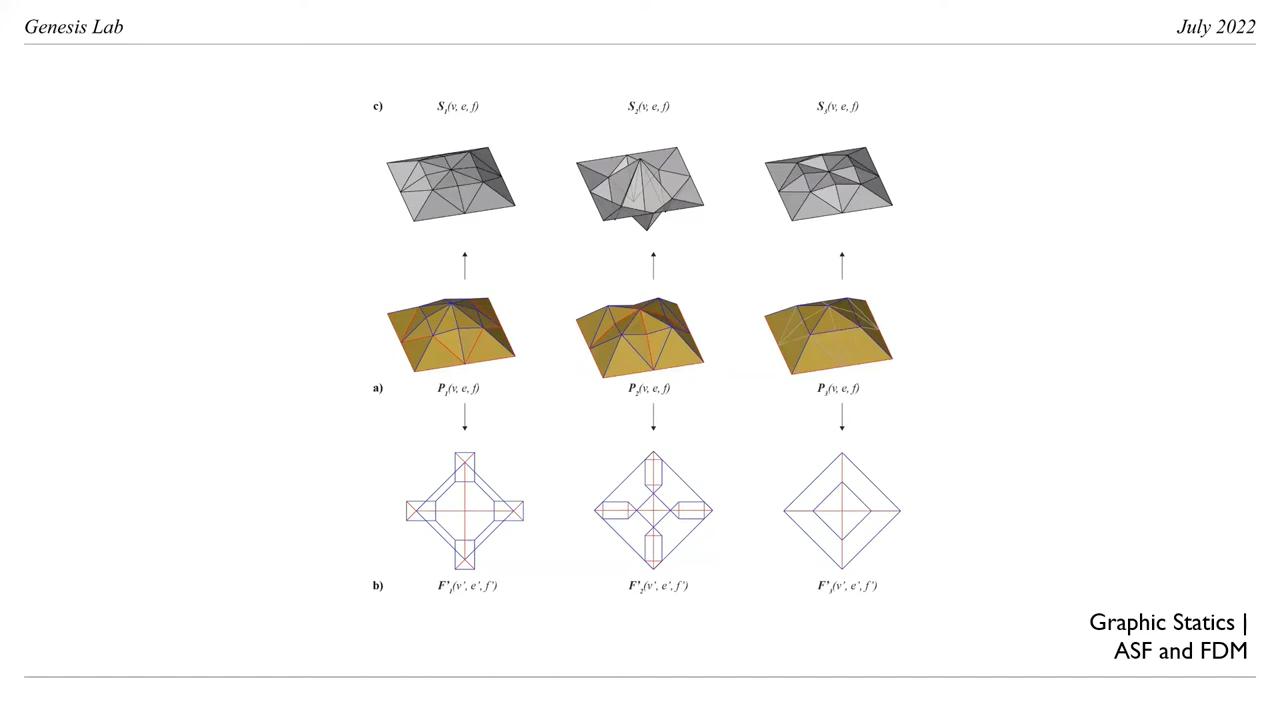 Genesis Lab
July 2022
c) S1(v, e, f) S2(v, e, f) S3(v, e, f)
a) P1(v, e, f) P2(v, e, f) P3(v, e, f)
b) F'1(v', e', f') F'2(v', e', f') F'3(v', e', f')
Graphic Statics |
ASF and FDM